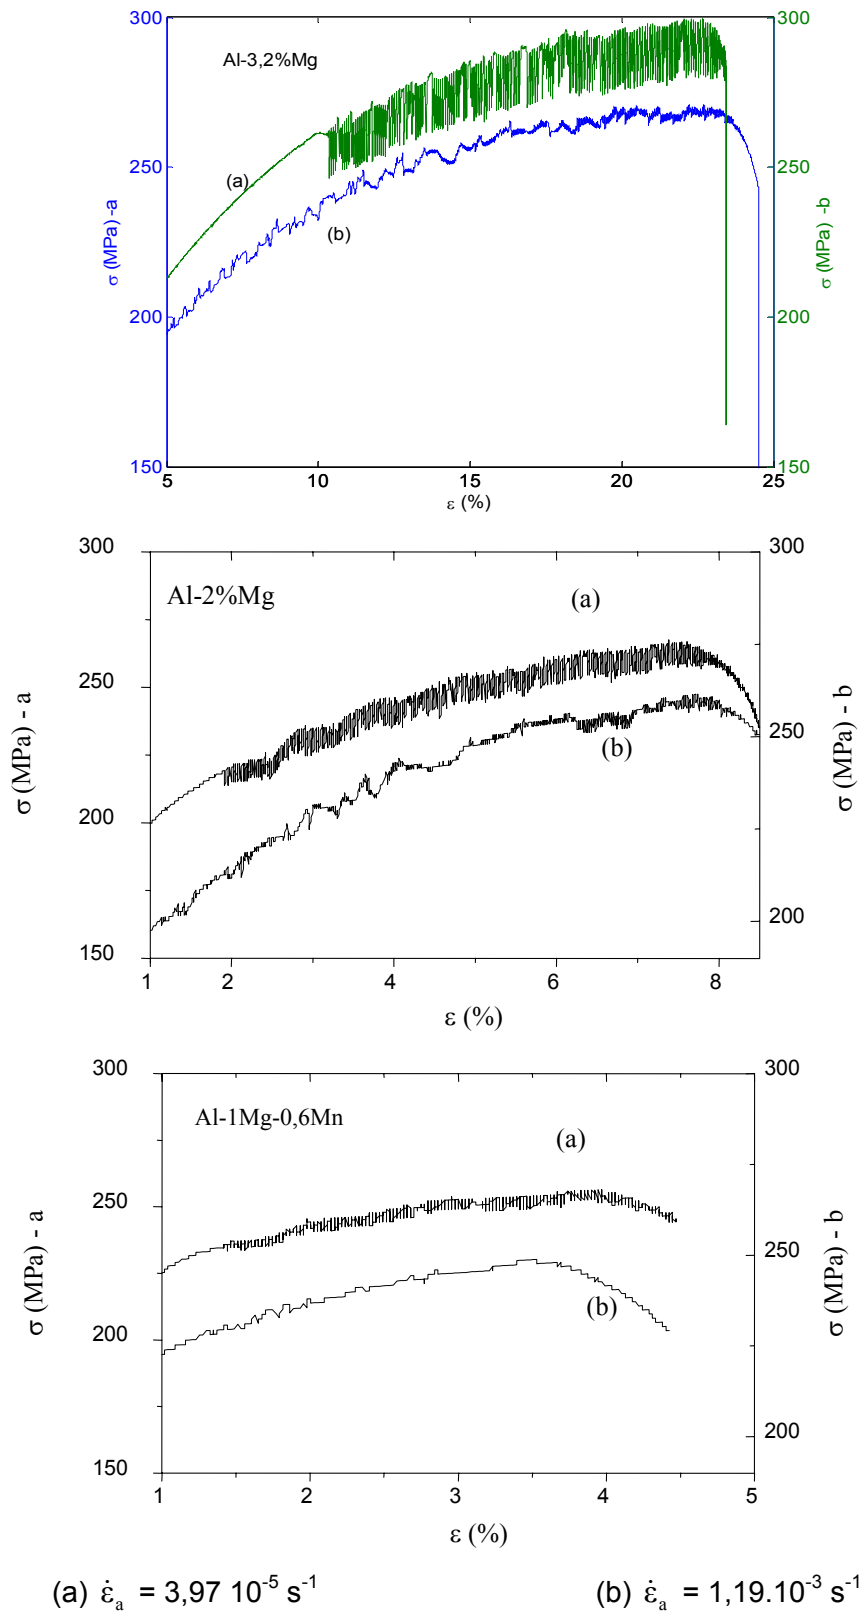 300
300
Al-3,2%Mg
250
250
(a)
(b)
σ (MPa) -a
σ (MPa) -b
200
200
150
150
5
10
15
20
25
ε (%)
300
300
Al-2%Mg
(a)
250
250
(b)
σ (MPa) - a
σ (MPa) - b
200
200
150
1
2
4
6
8
ε (%)
300
300
Al-1Mg-0,6Mn
(a)
250
250
σ (MPa) - a
σ (MPa) - b
(b)
200
200
150
1
2
3
4
5
ε (%)
(a) ε̇ₐ = 3,97 10⁻⁵ s⁻¹
(b) ε̇ₐ = 1,19.10⁻³ s⁻¹